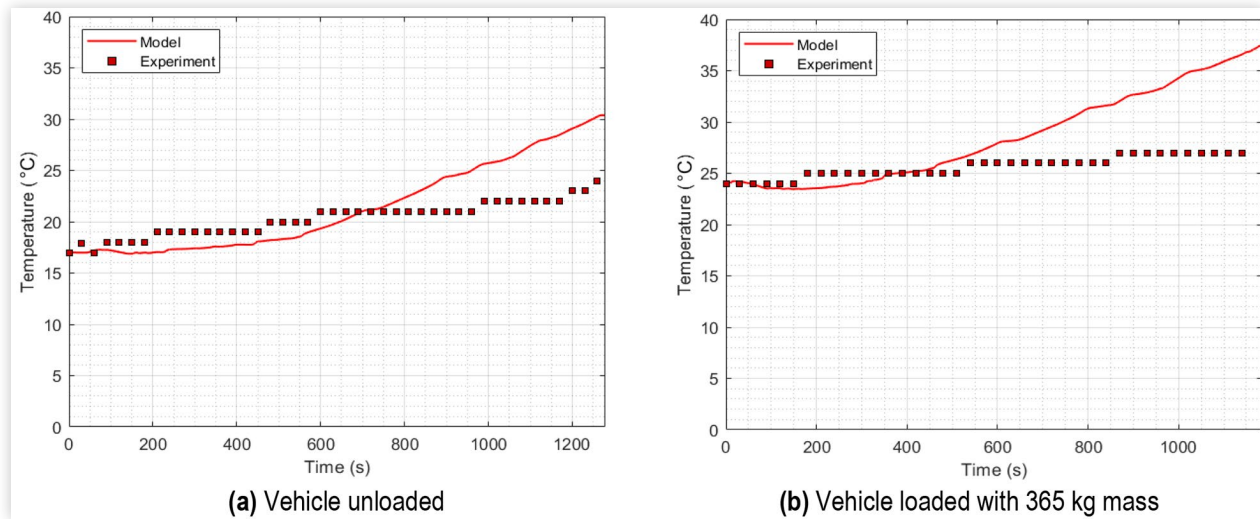 40
35
30
25
20
15
10
5
0
Temperature (°C)
Model
Experiment
0 200 400 600 800 1000 1200
Time (s)
(a) Vehicle unloaded
40
35
30
25
20
15
10
5
0
Temperature (°C)
Model
Experiment
0 200 400 600 800 1000
Time (s)
(b) Vehicle loaded with 365 kg mass